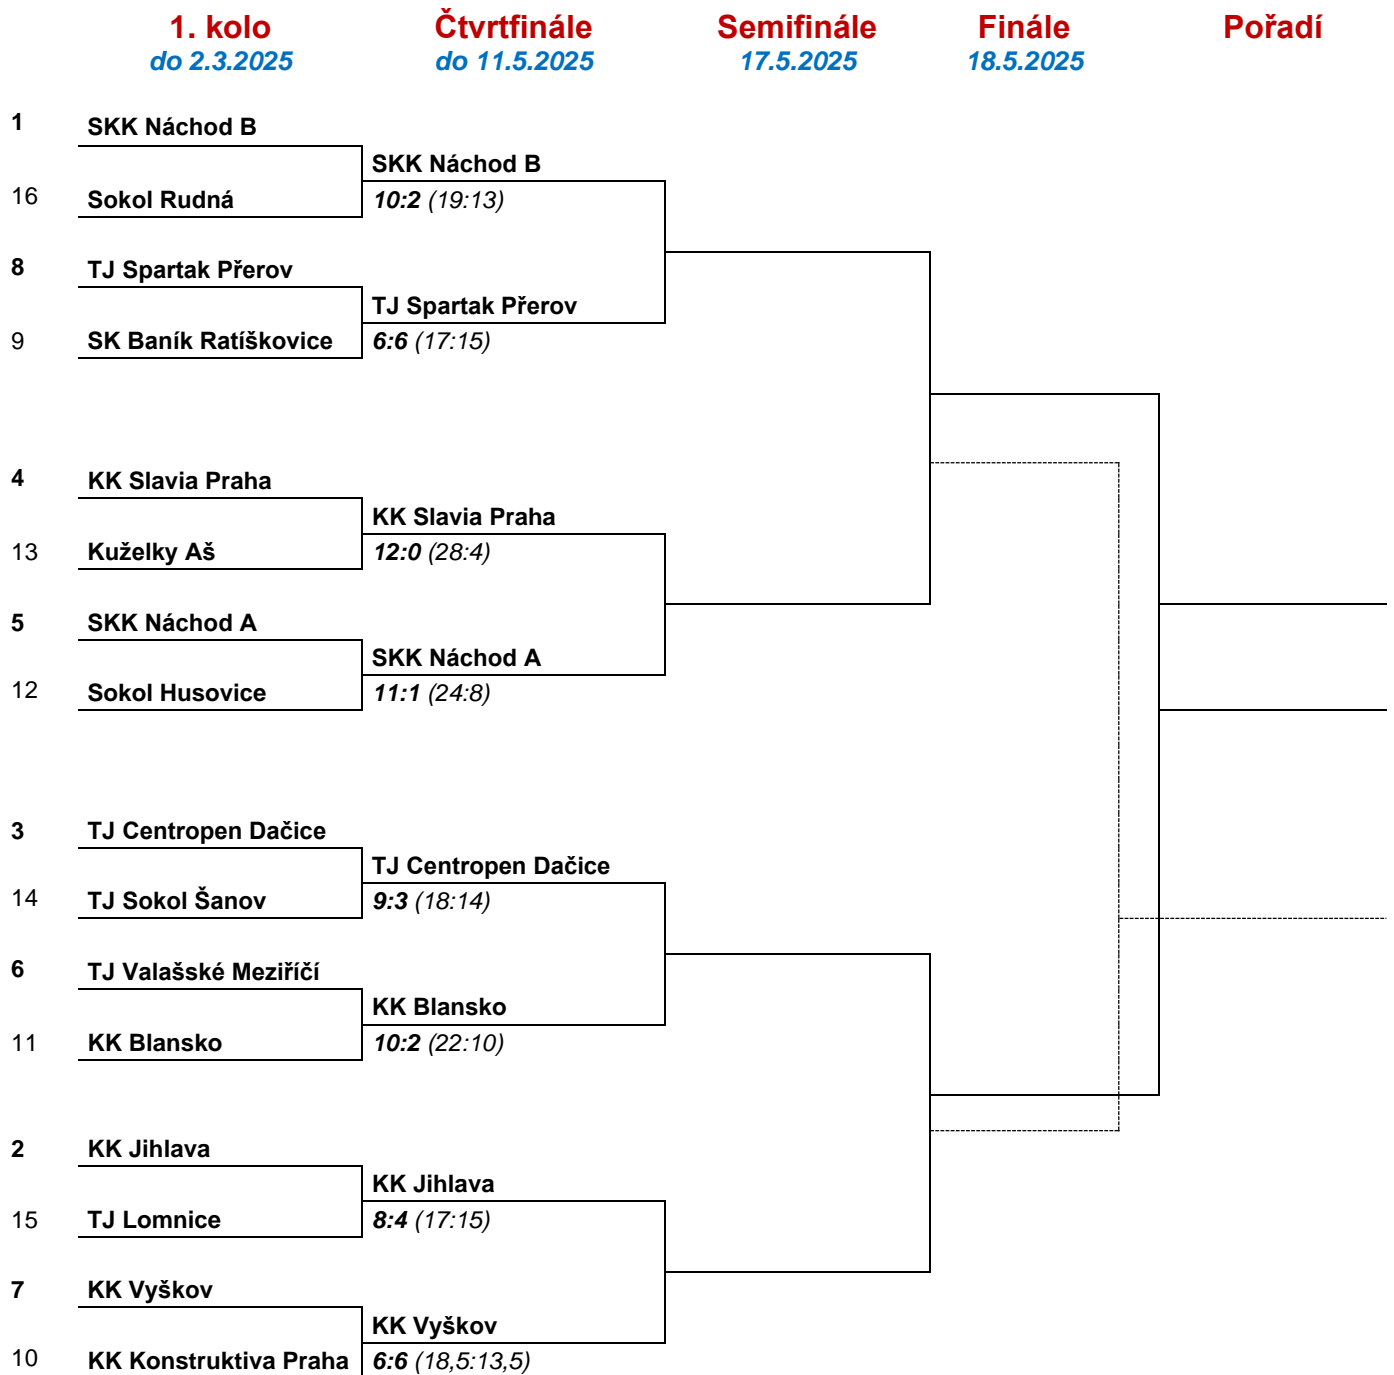 1. kolo Čtvrtfinále Semifinále Finále Pořadí
do 2.3.2025 do 11.5.2025 17.5.2025 18.5.2025
1 SKK Náchod B
SKK Náchod B
16 Sokol Rudná 10:2 (19:13)
8 TJ Spartak Přerov
TJ Spartak Přerov
9 SK Baník Ratíškovice 6:6 (17:15)
4 KK Slavia Praha
KK Slavia Praha
13 Kuželky Aš 12:0 (28:4)
5 SKK Náchod A
SKK Náchod A
12 Sokol Husovice 11:1 (24:8)
3 TJ Centropen Dačice
TJ Centropen Dačice
14 TJ Sokol Šanov 9:3 (18:14)
6 TJ Valašské Meziříčí
KK Blansko
11 KK Blansko 10:2 (22:10)
2 KK Jihlava
KK Jihlava
15 TJ Lomnice 8:4 (17:15)
7 KK Vyškov
KK Vyškov
10 KK Konstruktiva Praha 6:6 (18,5:13,5)